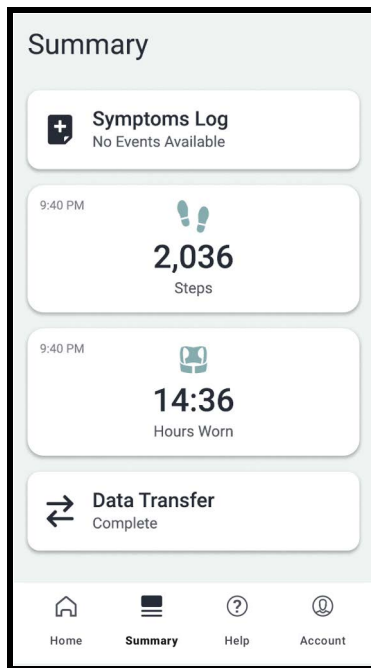 Summary
Symptoms Log
No Events Available
9:40 PM
2,036
Steps
9:40 PM
14:36
Hours Worn
Data Transfer
Complete
Home
Summary
Help
Account